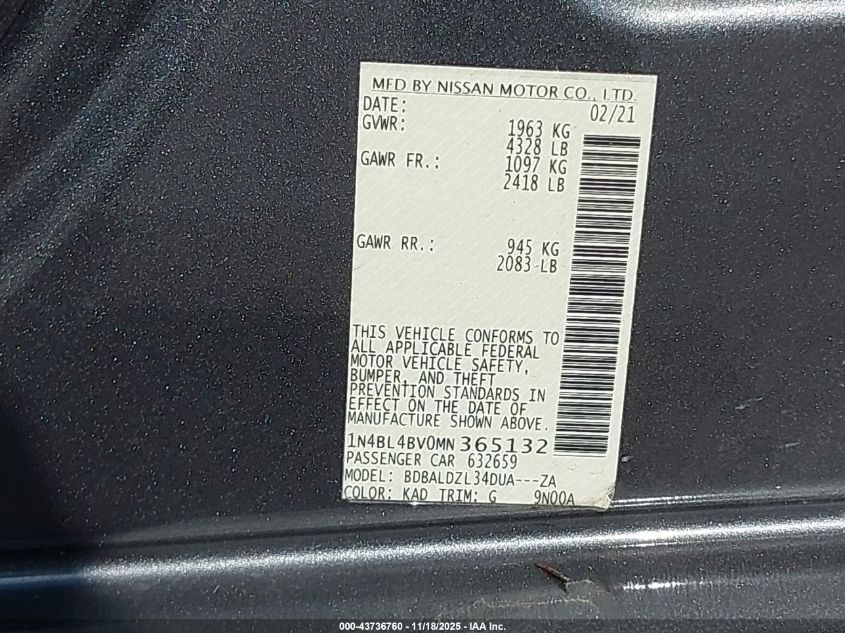 MFD BY NISSAN MOTOR CO., LTD.
DATE: 02/21
GVWR: 1963 KG
4328 LB
GAWR FR.: 1097 KG
2418 LB
GAWR RR.: 945 KG
2083 LB
THIS VEHICLE CONFORMS TO
ALL APPLICABLE FEDERAL
MOTOR VEHICLE SAFETY,
BUMPER, AND THEFT
PREVENTION STANDARDS IN
EFFECT ON THE DATE OF
MANUFACTURE SHOWN ABOVE.
1N4BL4BV0MN365132
PASSENGER CAR 632659
MODEL: BDBALDZL34DUA---ZA
COLOR: KAD TRIM: G 9N00A
000-43736760 - 11/18/2025 - IAA Inc.